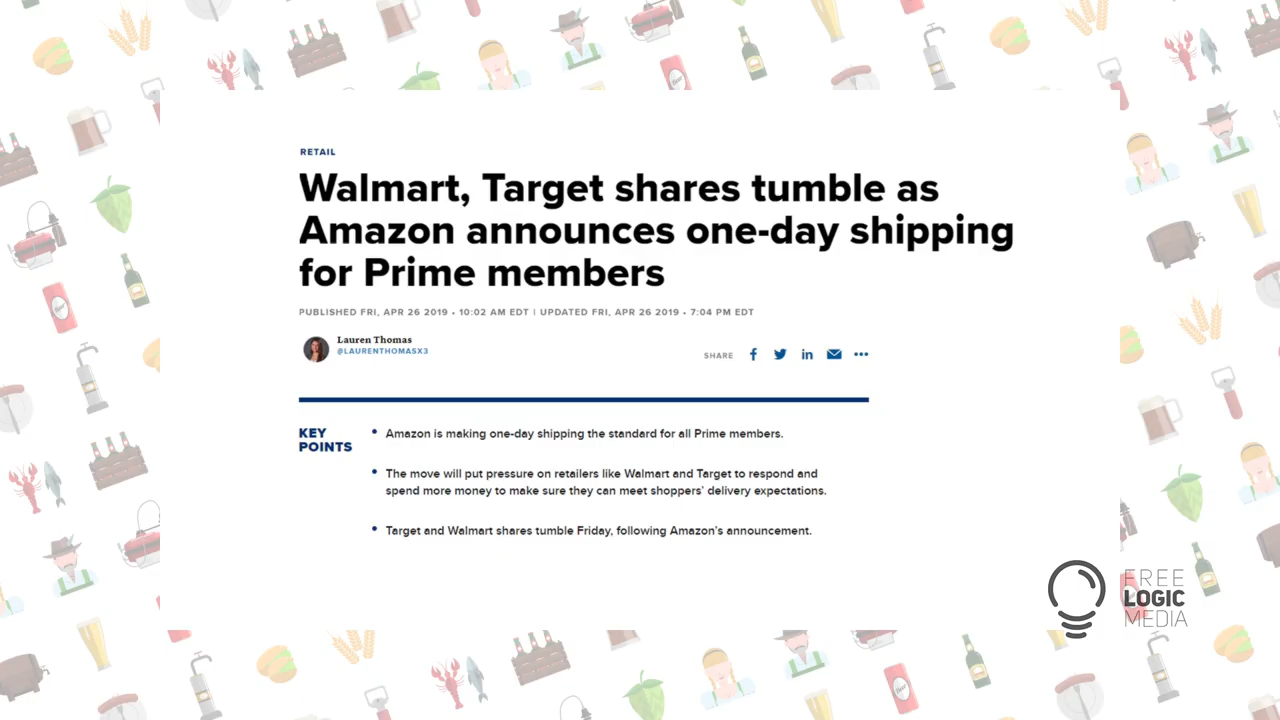 RETAIL
Walmart, Target shares tumble as
Amazon announces one-day shipping
for Prime members
PUBLISHED FRI, APR 26 2019 • 10:02 AM EDT | UPDATED FRI, APR 26 2019 • 7:04 PM EDT
Lauren Thomas
@LAURENTHOMASX3
SHARE
KEY
POINTS
• Amazon is making one-day shipping the standard for all Prime members.
• The move will put pressure on retailers like Walmart and Target to respond and
spend more money to make sure they can meet shoppers' delivery expectations.
• Target and Walmart shares tumble Friday, following Amazon's announcement.
FREE
LOGIC
MEDIA